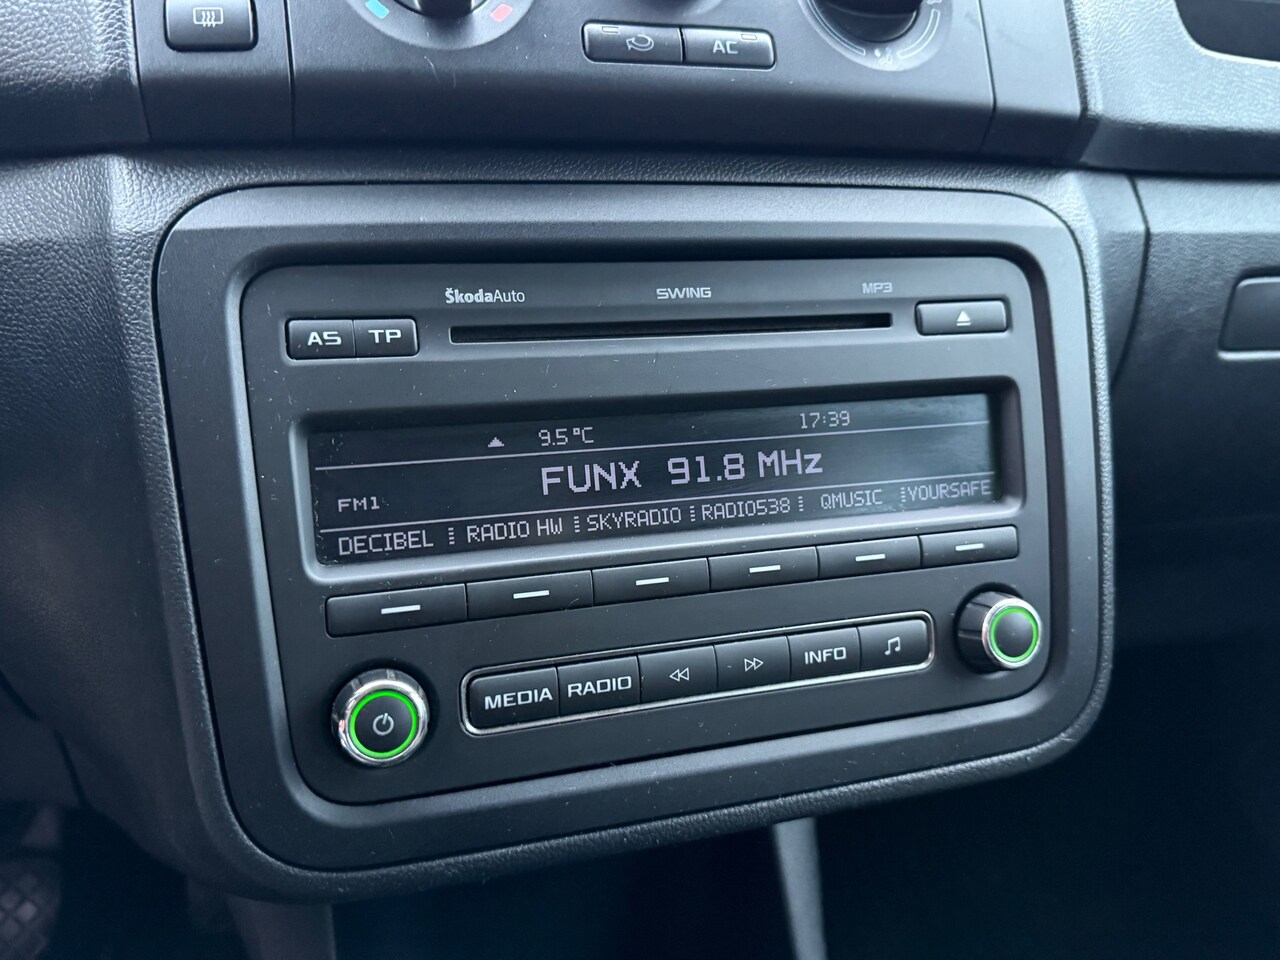 AC
ŠkodaAuto SWING MP3
AS TP
9.5°C 17:39
FUNX 91.8 MHz
FM1
DECIBEL RADIO HW SKYRADIO RADIO538 QMUSIC YOURSAFE
MEDIA RADIO INFO